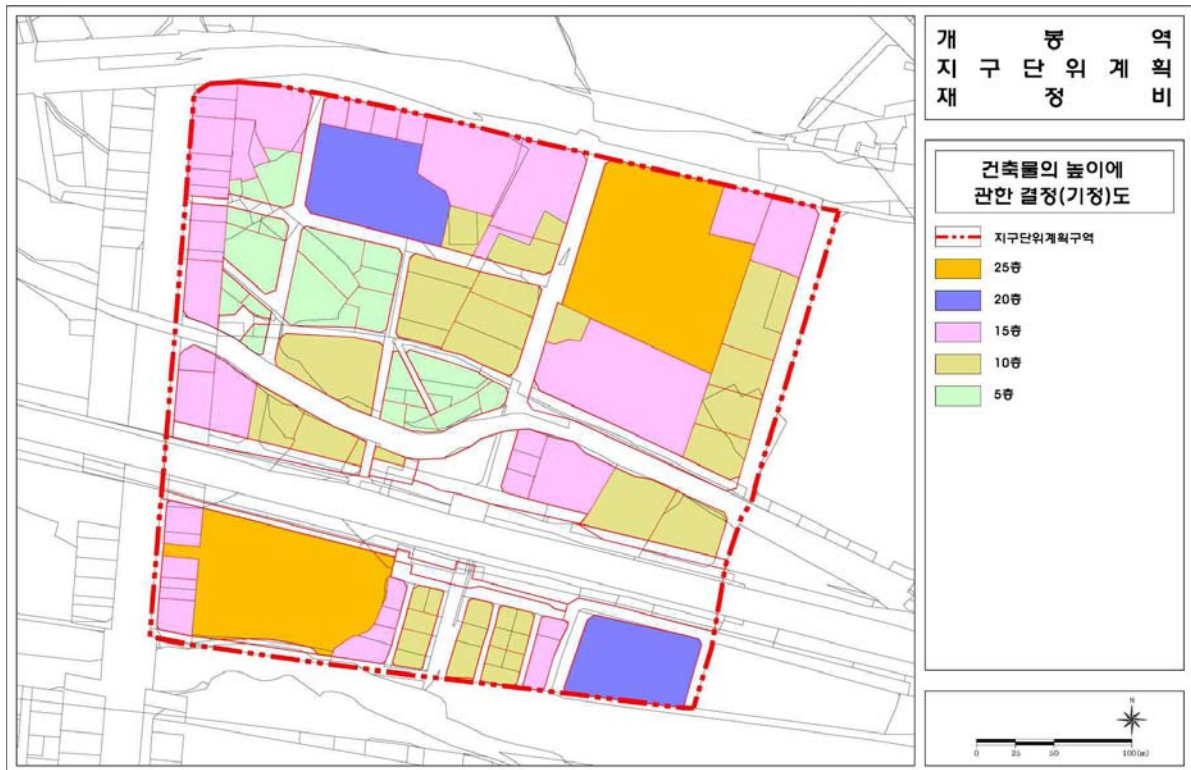 개 봉 역
지 구 단 위 계 획
재 정 비
건축물의 높이에
관한 결정(기정)도
지구단위계획구역
25층
20층
15층
10층
5층
N
0 25 50 100(m)